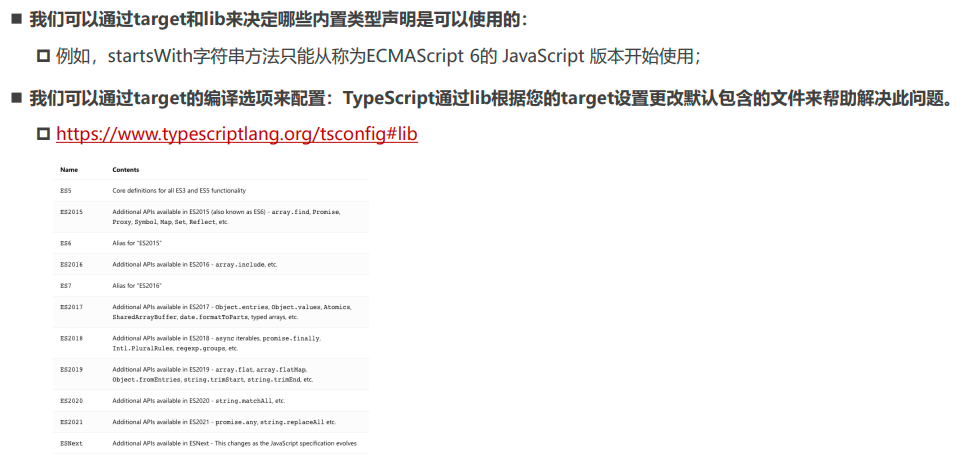 我们可以通过target和lib来决定哪些内置类型声明是可以使用的：
例如，startsWith字符串方法只能从称为ECMAScript 6的 JavaScript 版本开始使用；
我们可以通过target的编译选项来配置：TypeScript通过lib根据您的target设置更改默认包含的文件来帮助解决此问题。
https://www.typescriptlang.org/tsconfig#lib
Name Contents
ES5 Core definitions for all ES3 and ES5 functionality
ES2015 Additional APIs available in ES2015 (also known as ES6) - array.find, Promise,
Proxy, Symbol, Map, Set, Reflect, etc.
ES6 Alias for "ES2015"
ES2016 Additional APIs available in ES2016 - array.include, etc.
ES7 Alias for "ES2016"
ES2017 Additional APIs available in ES2017 - Object.entries, Object.values, Atomics,
SharedArrayBuffer, date.formatToParts, typed arrays, etc.
ES2018 Additional APIs available in ES2018 - async iterables, promise.finally,
Intl.PluralRules, regexp.groups, etc.
ES2019 Additional APIs available in ES2019 - array.flat, array.flatMap,
Object.fromEntries, string.trimStart, string.trimEnd, etc.
ES2020 Additional APIs available in ES2020 - string.matchAll, etc.
ES2021 Additional APIs available in ES2021 - promise.any, string.replaceAll etc.
ESNext Additional APIs available in ESNext - This changes as the JavaScript specification evolves